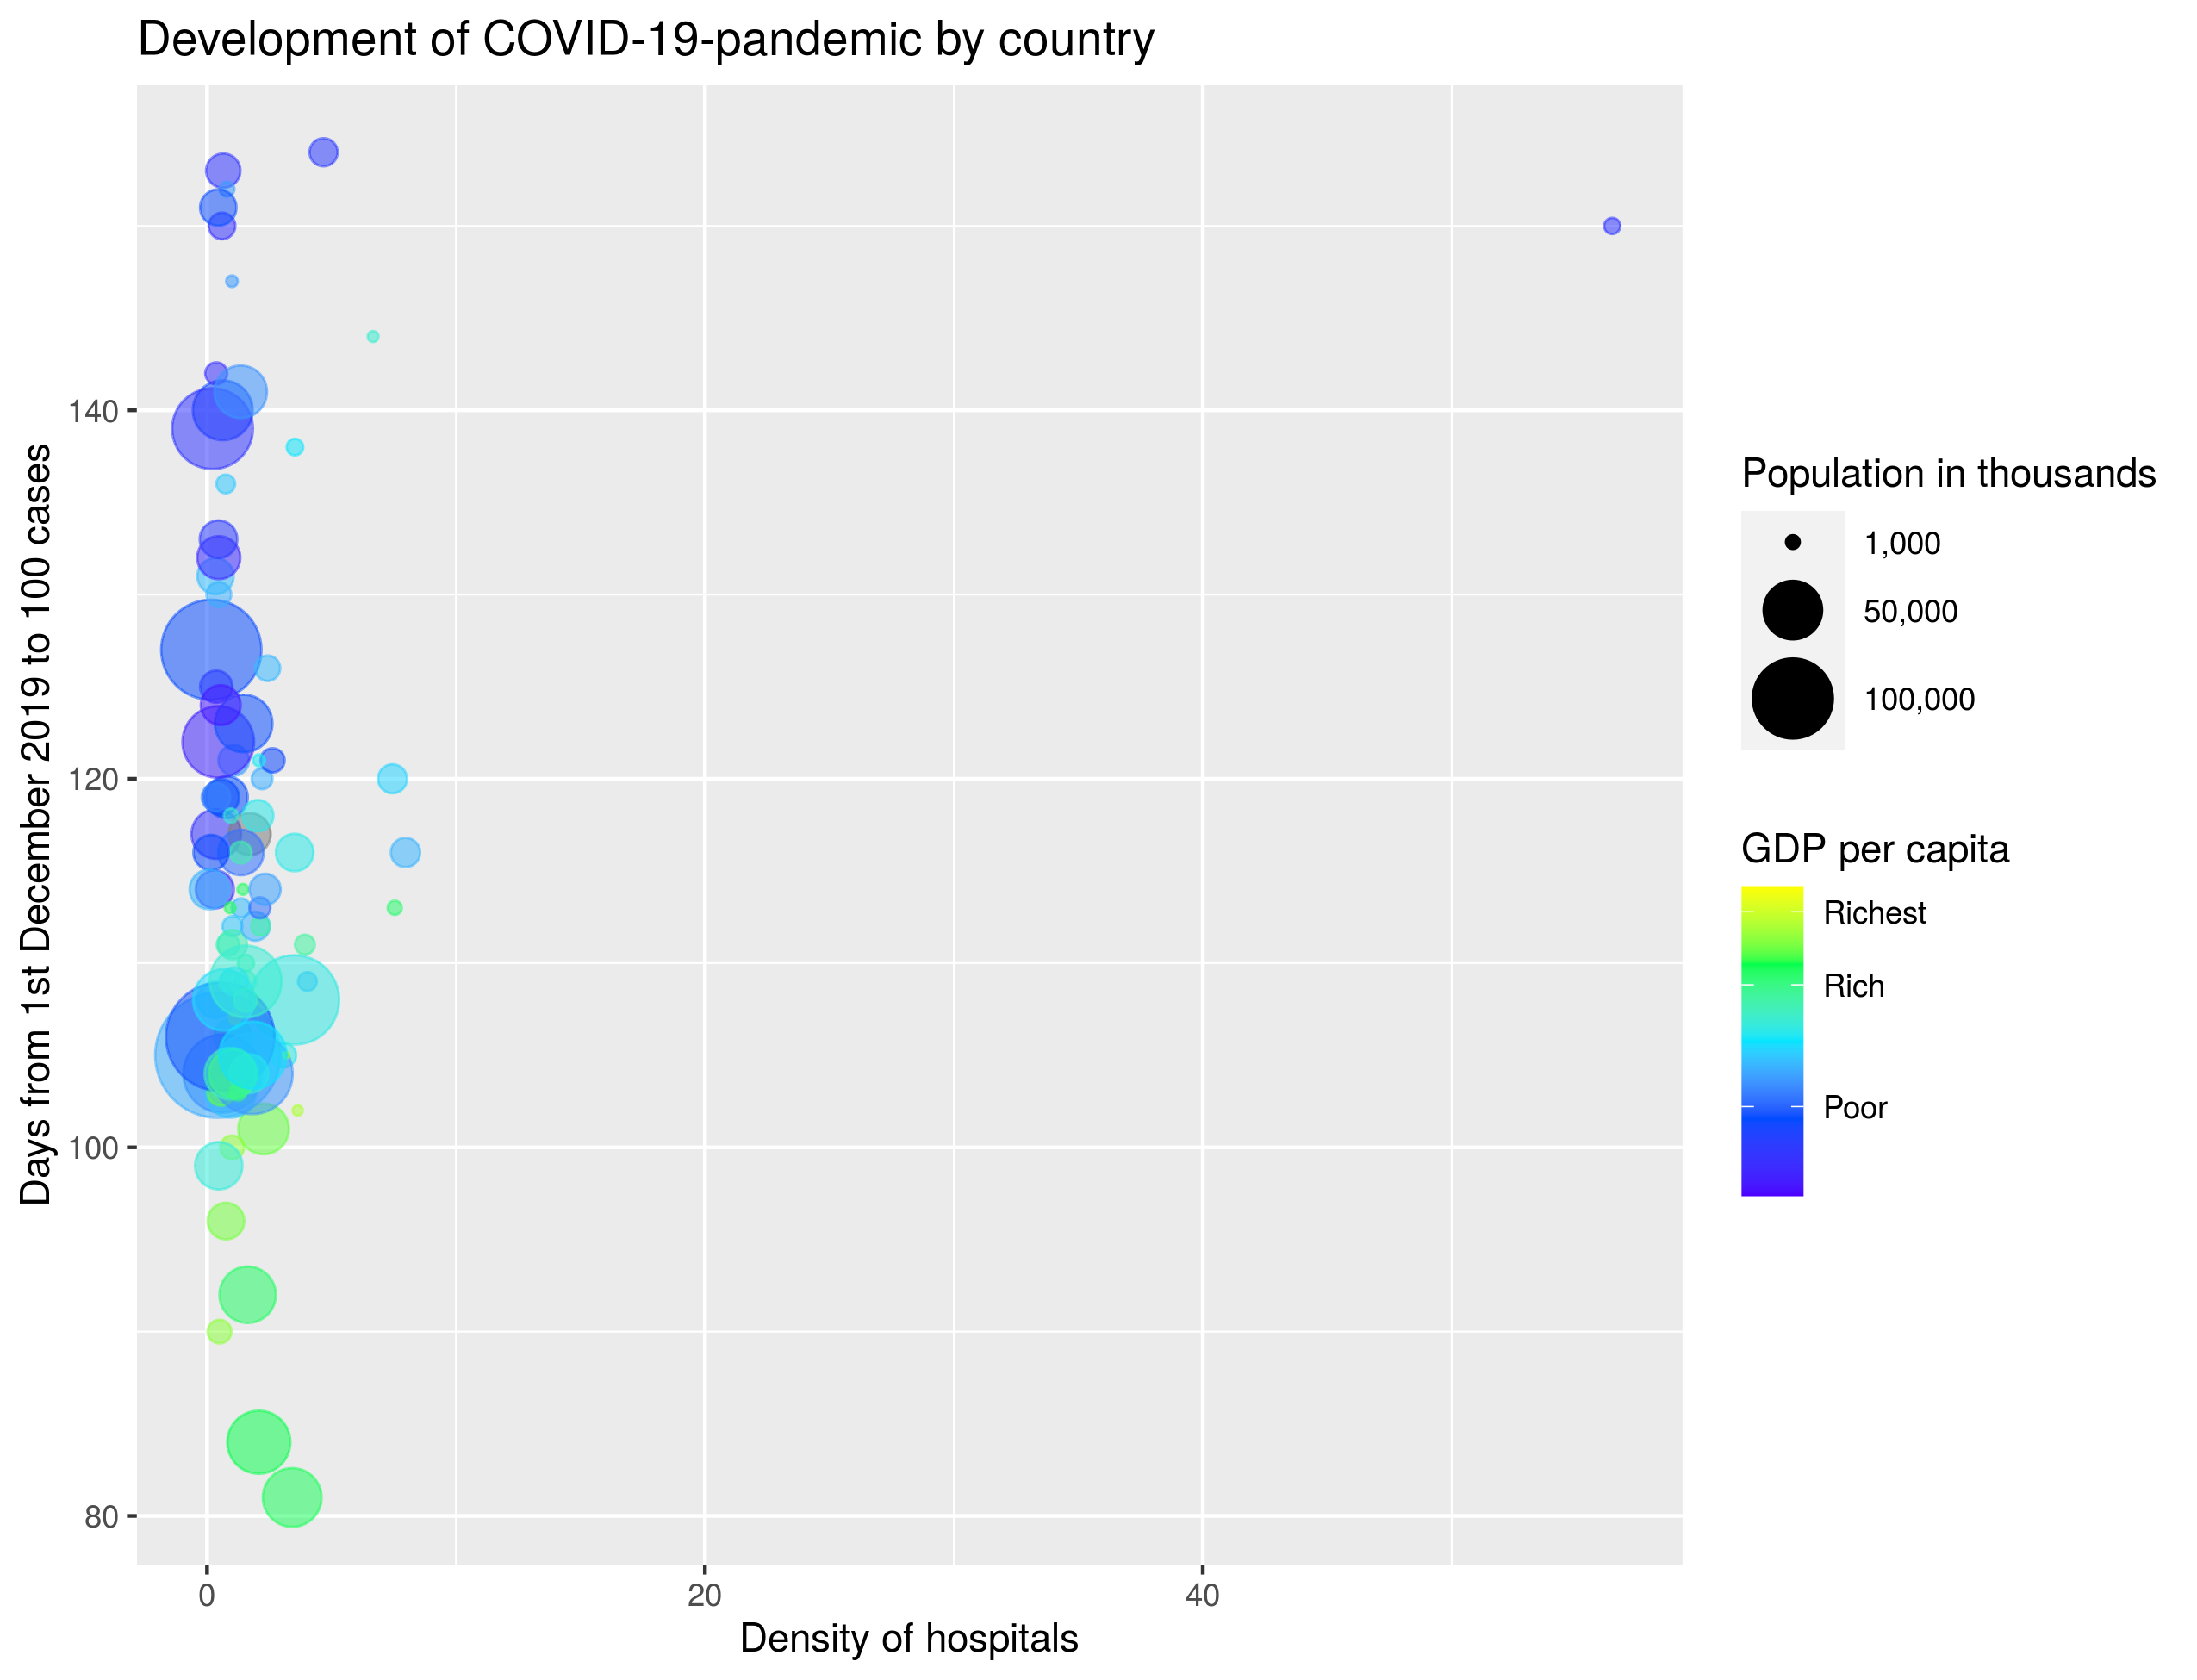 Development of COVID-19-pandemic by country
Days from 1st December 2019 to 100 cases
140
120
100
80
0
20
40
Density of hospitals
Population in thousands
1,000
50,000
100,000
GDP per capita
Richest
Rich
Poor